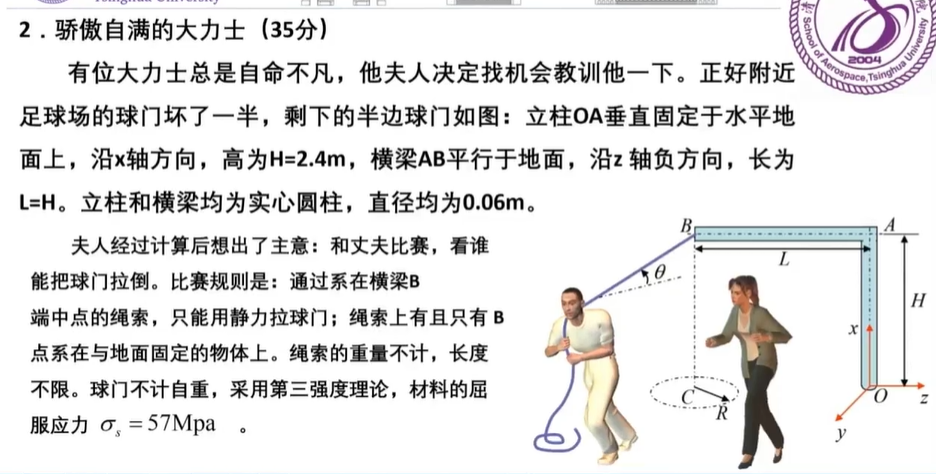 Tsinghua University
2．骄傲自满的大力士（35分）
有位大力士总是自命不凡，他夫人决定找机会教训他一下。正好附近
足球场的球门坏了一半，剩下的半边球门如图：立柱OA垂直固定于水平地
面上，沿x轴方向，高为H=2.4m，横梁AB平行于地面，沿z 轴负方向，长为
L=H。立柱和横梁均为实心圆柱，直径均为0.06m。
夫人经过计算后想出了主意：和丈夫比赛，看谁
能把球门拉倒。比赛规则是：通过系在横梁B
端中点的绳索，只能用静力拉球门；绳索上有且只有 B
点系在与地面固定的物体上。绳索的重量不计，长度
不限。球门不计自重，采用第三强度理论，材料的屈
服应力 σs = 57Mpa 。
B
A
L
θ
H
x
C
R
O
z
y
2004
School of Aerospace,Tsinghua University
清